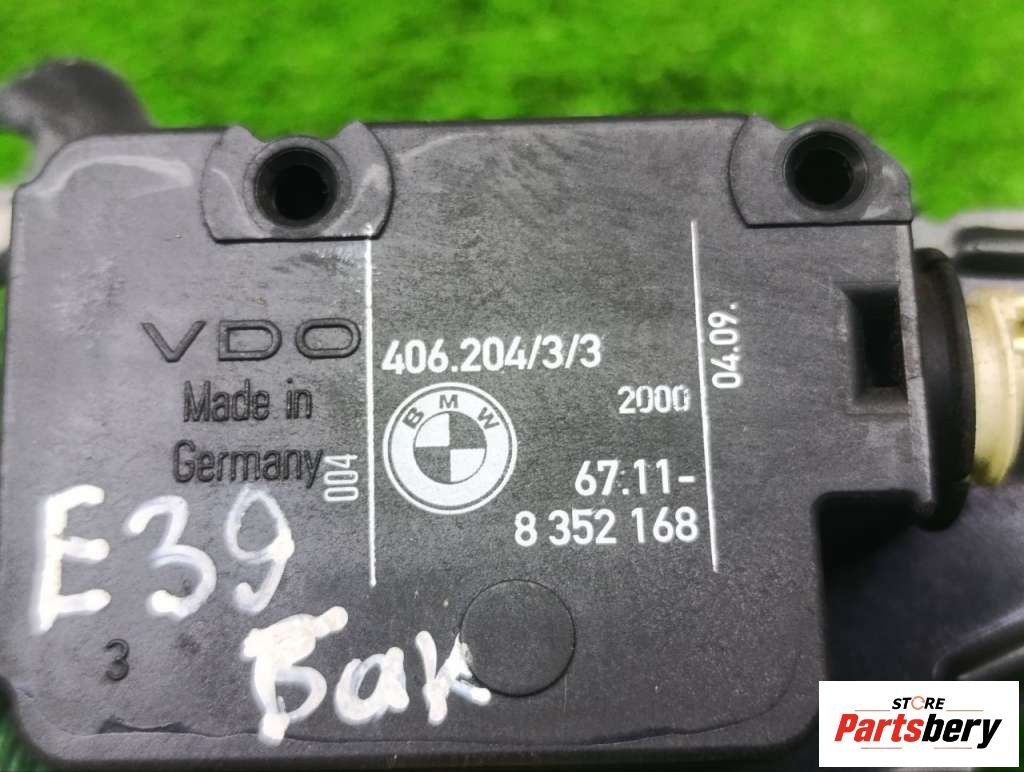 VDO
Made in
Germany
004
406.204/3/3
2000
04.09.
BMW
67.11-
8 352 168
E39
Бак
3
STORE
Partsbery